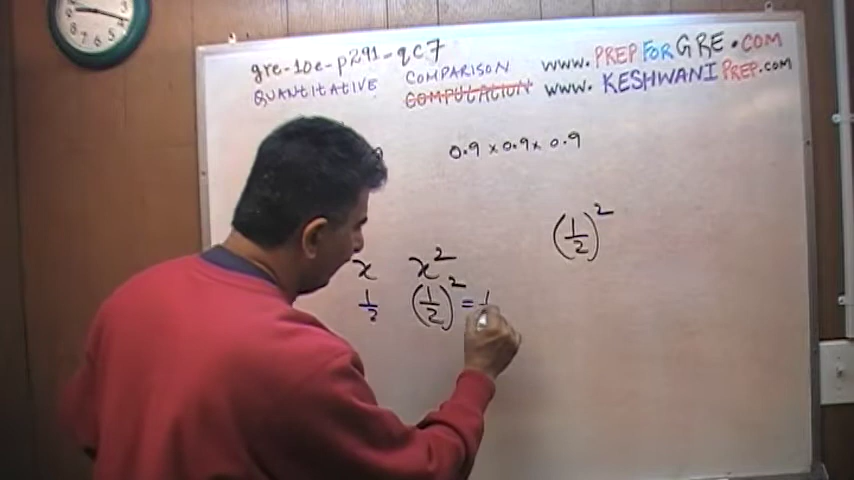 gre-10e-p291-qc7
QUANTITATIVE COMPARISON
COMPUTATION
www.PREPFORGRE.COM
www.KESHWANIPREP.com
0.9 x 0.9 x 0.9
(1/2)^2
x x^2
1/2 (1/2)^2 = 1